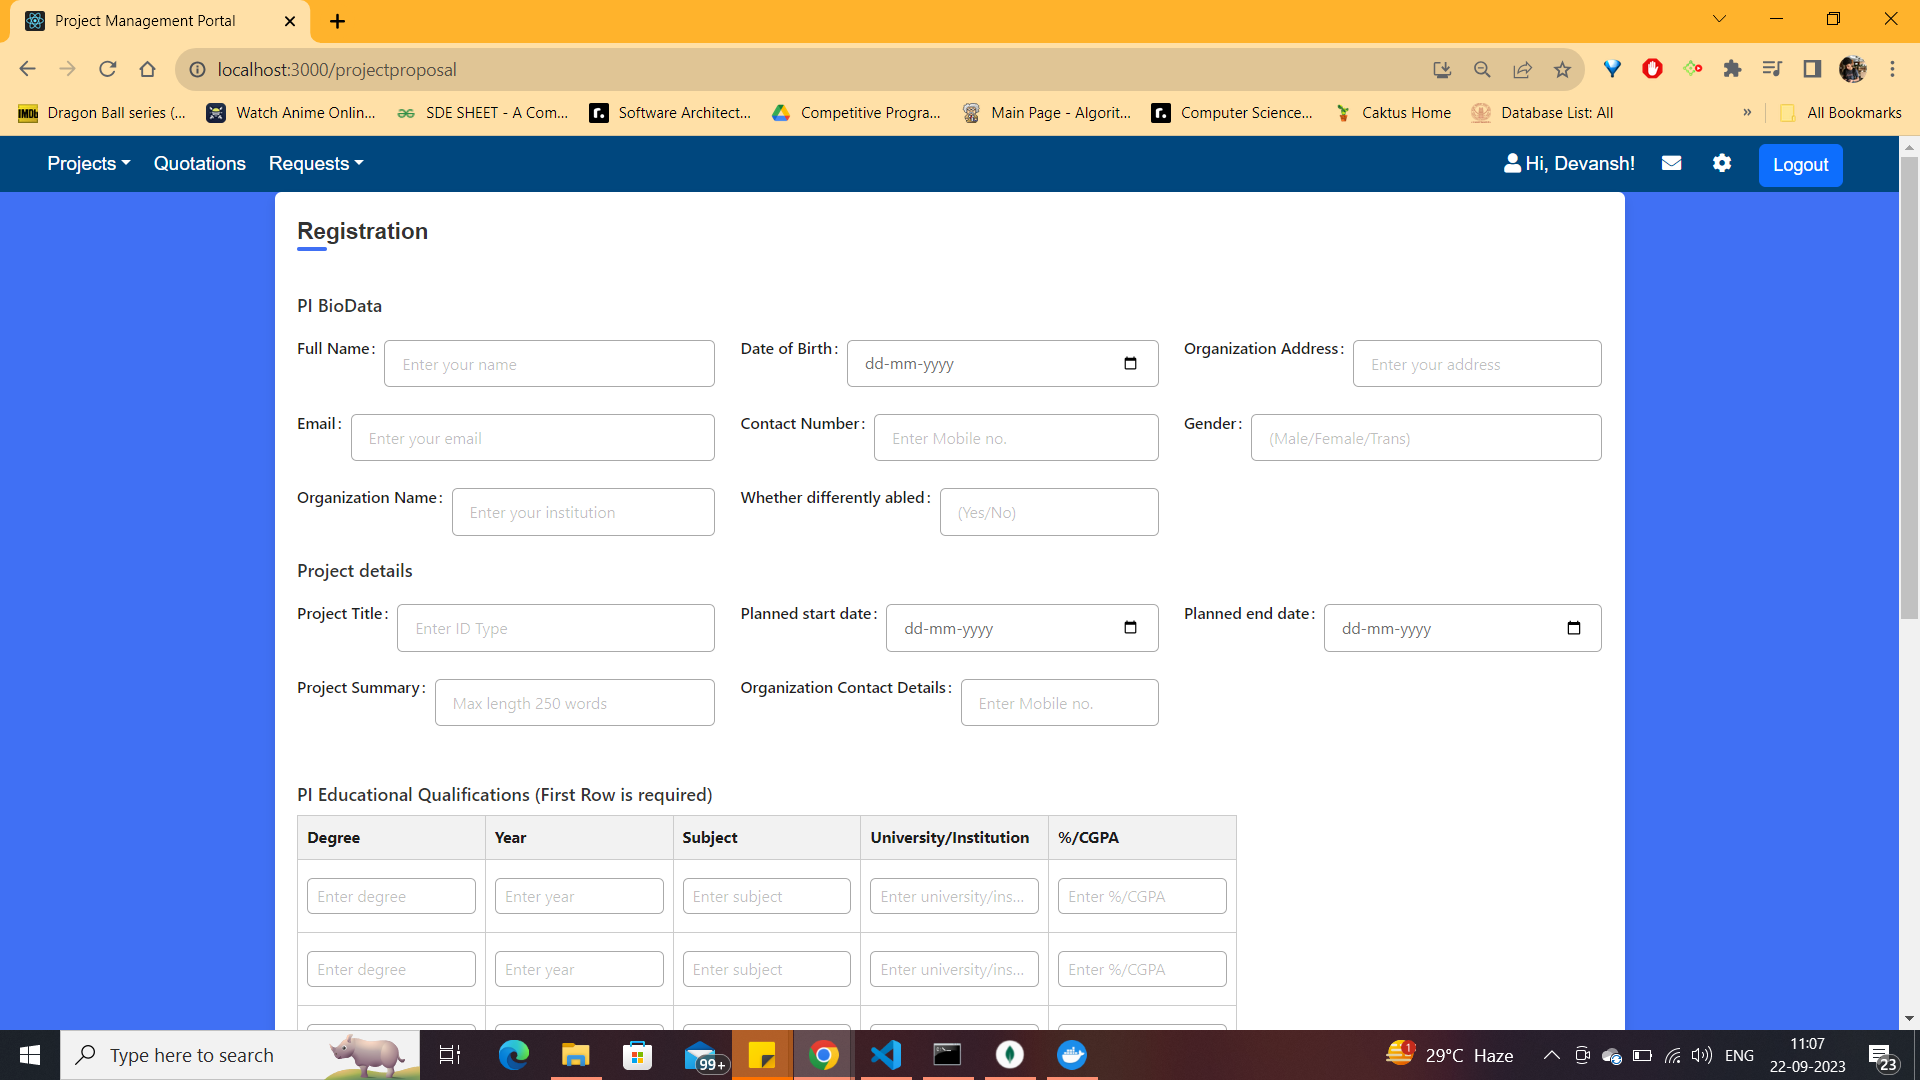 Project Management Portal
localhost:3000/projectproposal
Dragon Ball series (... Watch Anime Onlin... SDE SHEET - A Com... Software Architect... Competitive Progra... Main Page - Algorit... Computer Science... Caktus Home Database List: All » All Bookmarks
Projects Quotations Requests Hi, Devansh! Logout
Registration
PI BioData
Full Name: Enter your name Date of Birth: dd-mm-yyyy Organization Address: Enter your address
Email: Enter your email Contact Number: Enter Mobile no. Gender: (Male/Female/Trans)
Organization Name: Enter your institution Whether differently abled: (Yes/No)
Project details
Project Title: Enter ID Type Planned start date: dd-mm-yyyy Planned end date: dd-mm-yyyy
Project Summary: Max length 250 words Organization Contact Details: Enter Mobile no.
PI Educational Qualifications (First Row is required)
Degree Year Subject University/Institution %/CGPA
Enter degree Enter year Enter subject Enter university/ins... Enter %/CGPA
Enter degree Enter year Enter subject Enter university/ins... Enter %/CGPA
Type here to search 99+ 1 29°C Haze ENG 11:07
22-09-2023 23